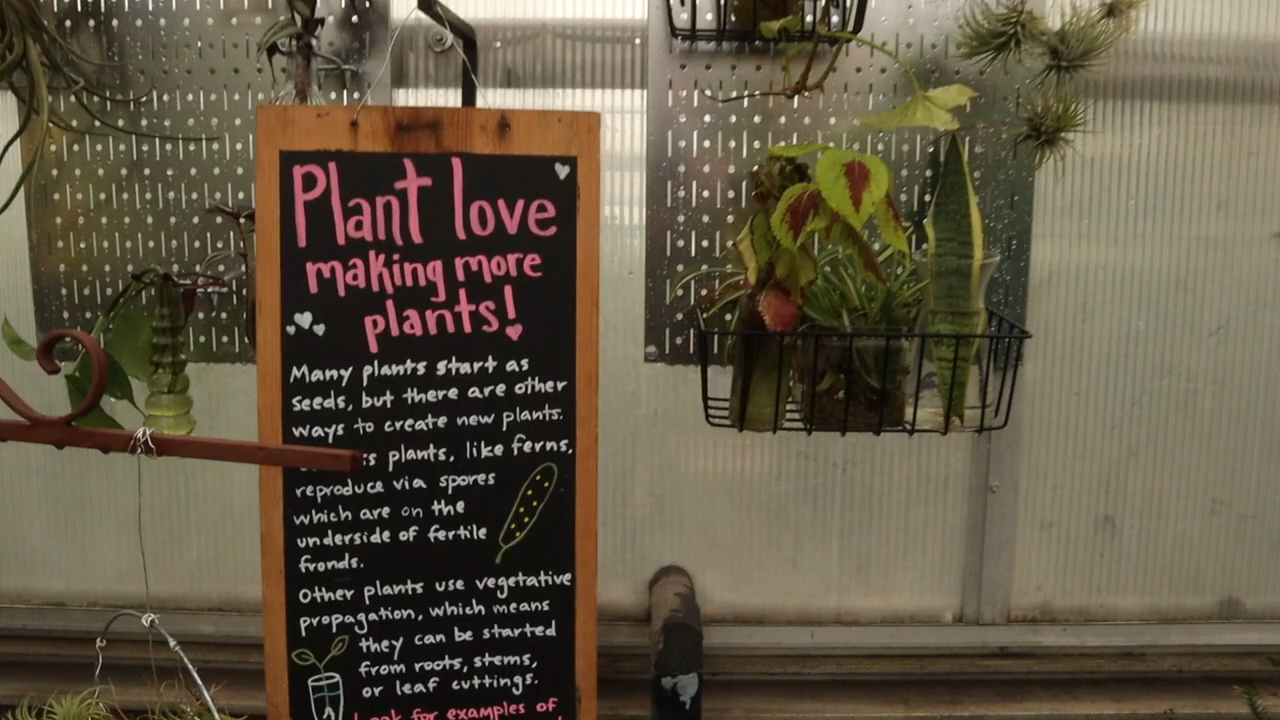 Plant love
making more
plants!
Many plants start as
seeds, but there are other
ways to create new plants.
plants, like ferns,
reproduce via spores
which are on the
underside of fertile
fronds.
Other plants use vegetative
propagation, which means
they can be started
from roots, stems,
or leaf cuttings.
Look for examples of